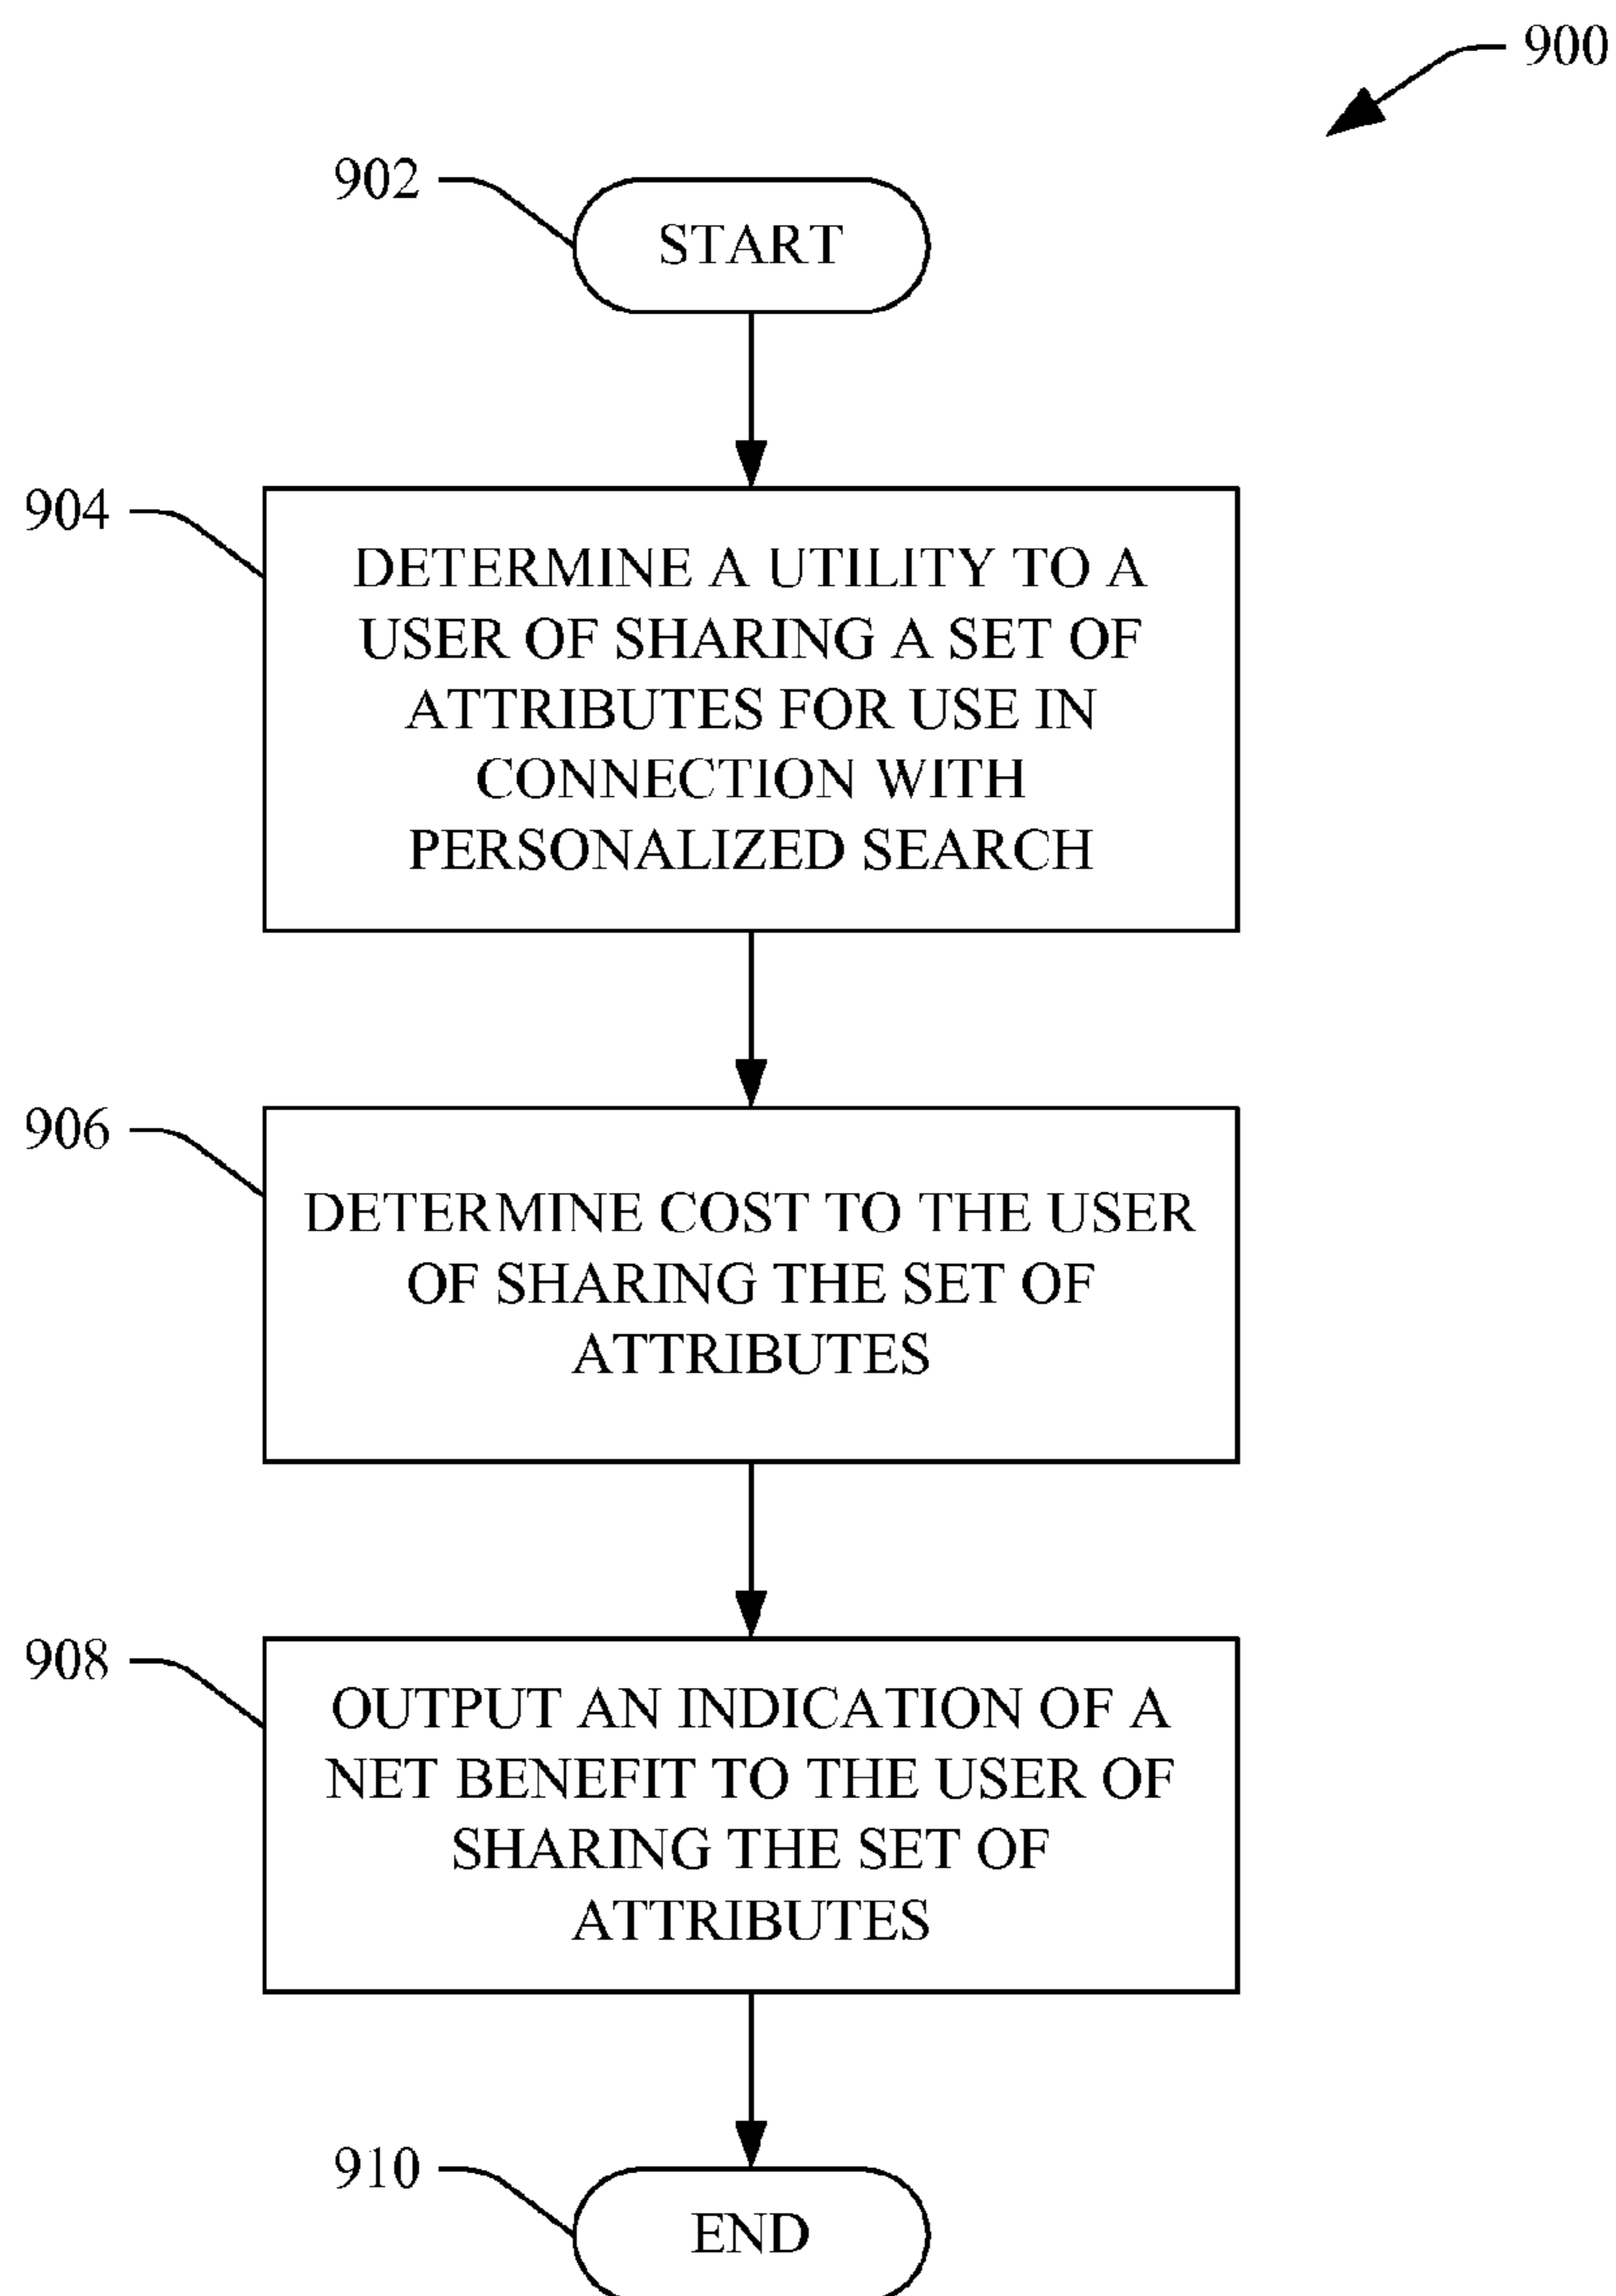 900
902
START
904
DETERMINE A UTILITY TO A
USER OF SHARING A SET OF
ATTRIBUTES FOR USE IN
CONNECTION WITH
PERSONALIZED SEARCH
906
DETERMINE COST TO THE USER
OF SHARING THE SET OF
ATTRIBUTES
908
OUTPUT AN INDICATION OF A
NET BENEFIT TO THE USER OF
SHARING THE SET OF
ATTRIBUTES
910
END